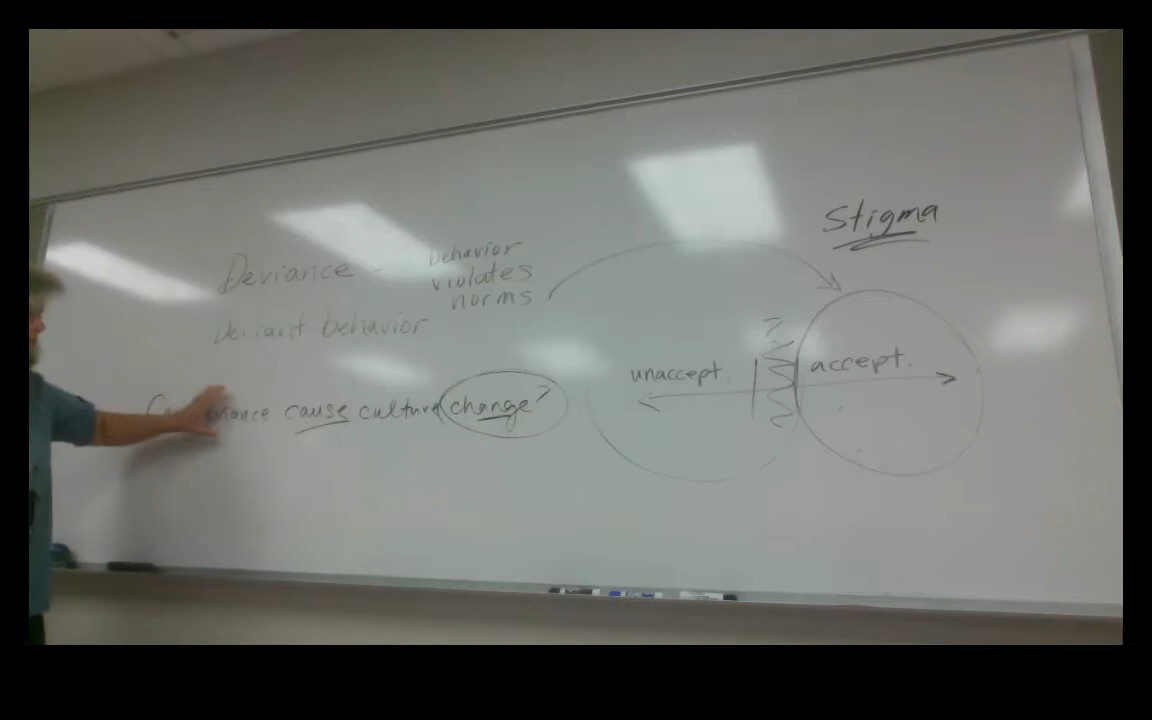 Stigma
Deviance - behavior
violates
norms
Deviant behavior
?
unaccept. accept.
cause culture change?